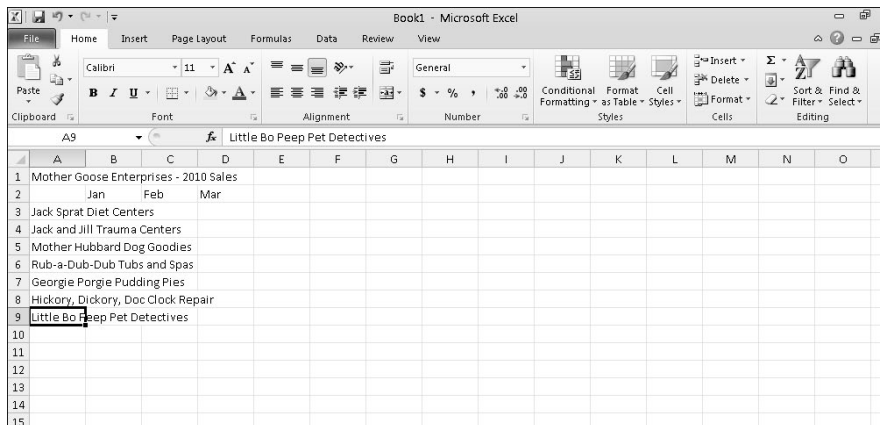 Book1 - Microsoft Excel
File Home Insert Page Layout Formulas Data Review View
Paste
Calibri 11 A A
B I U A
General
$ % , .0 .00 .00 .0
Conditional Formatting
Format as Table
Cell Styles
Insert
Delete
Format
Σ
Sort & Filter
Find & Select
Clipboard Font Alignment Number Styles Cells Editing
A9 fx Little Bo Peep Pet Detectives
A B C D E F G H I J K L M N O
1 Mother Goose Enterprises - 2010 Sales
2 Jan Feb Mar
3 Jack Sprat Diet Centers
4 Jack and Jill Trauma Centers
5 Mother Hubbard Dog Goodies
6 Rub-a-Dub-Dub Tubs and Spas
7 Georgie Porgie Pudding Pies
8 Hickory, Dickory, Doc Clock Repair
9 Little Bo Peep Pet Detectives
10
11
12
13
14
15